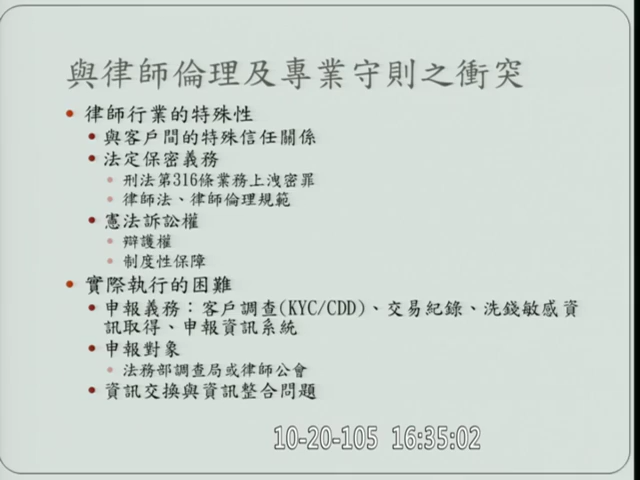 與律師倫理及專業守則之衝突
律師行業的特殊性
與客戶間的特殊信任關係
法定保密義務
刑法第316條業務上洩密罪
律師法、律師倫理規範
憲法訴訟權
辯護權
制度性保障
實際執行的困難
申報義務：客戶調查(KYC/CDD)、交易紀錄、洗錢敏感資
訊取得、申報資訊系統
申報對象
法務部調查局或律師公會
資訊交換與資訊整合問題
10-20-105 16:35:02